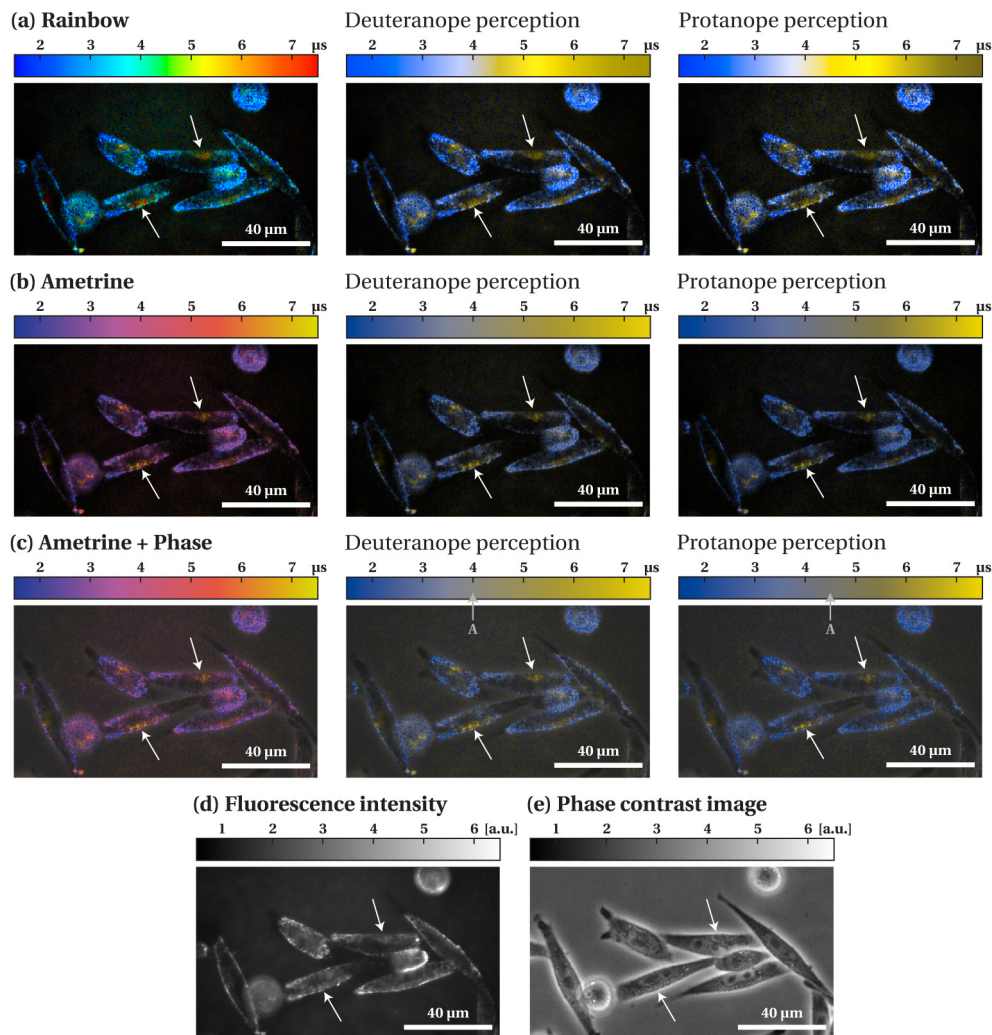 (a) Rainbow Deuteranope perception Protanope perception
2 3 4 5 6 7 µs 2 3 4 5 6 7 µs 2 3 4 5 6 7 µs
40 µm 40 µm 40 µm
(b) Ametrine Deuteranope perception Protanope perception
2 3 4 5 6 7 µs 2 3 4 5 6 7 µs 2 3 4 5 6 7 µs
40 µm 40 µm 40 µm
(c) Ametrine + Phase Deuteranope perception Protanope perception
2 3 4 5 6 7 µs 2 3 4 5 6 7 µs 2 3 4 5 6 7 µs
A A
40 µm 40 µm 40 µm
(d) Fluorescence intensity (e) Phase contrast image
1 2 3 4 5 6 [a.u.] 1 2 3 4 5 6 [a.u.]
40 µm 40 µm